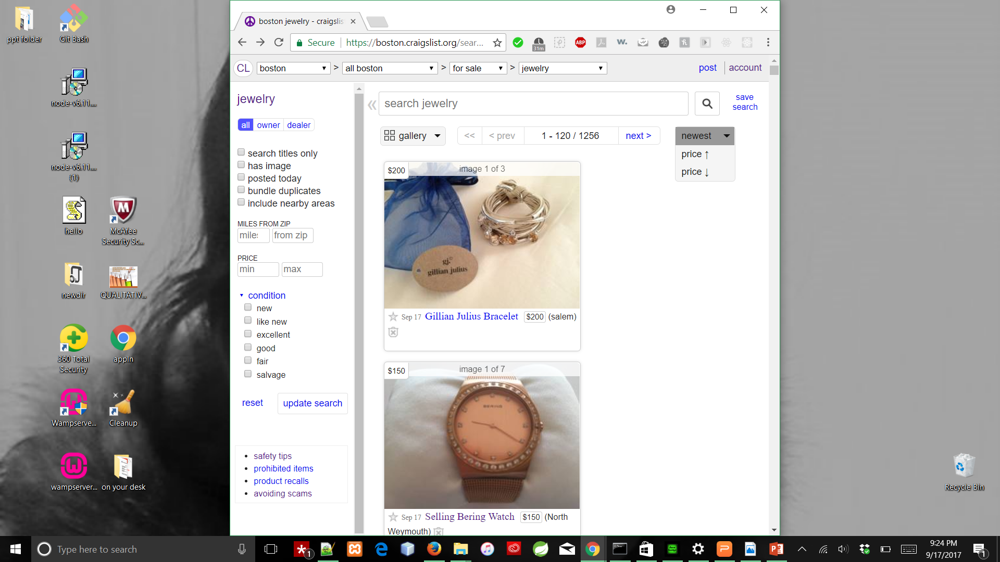 ppt folder
Git Bash
node-v6.11....
node-v6.11....
(1)
hello
McAfee
Security Sc...
newdir
QUALITATIV...
360 Total
Security
appIn
Wampserve...
Cleanup
wampserver...
on your desk
Recycle Bin
boston jewelry - craigslis
Secure
https://boston.craigslist.org/sear...
31m
ABP
CL
boston > all boston > for sale > jewelry
post
account
jewelry
all owner dealer
search titles only
has image
posted today
bundle duplicates
include nearby areas
MILES FROM ZIP
from zip
PRICE
min max
condition
new
like new
excellent
good
fair
salvage
reset
update search
safety tips
prohibited items
product recalls
avoiding scams
« search jewelry
save
search
gallery
<< < prev 1 - 120 / 1256 next >
newest
price ↑
price ↓
$200 image 1 of 3
gj.©
gillian julius
Sep 17 Gillian Julius Bracelet $200 (salem)
$150 image 1 of 7
BERING
Sep 17 Selling Bering Watch $150 (North
Weymouth)
Type here to search
1
9:24 PM
9/17/2017
1